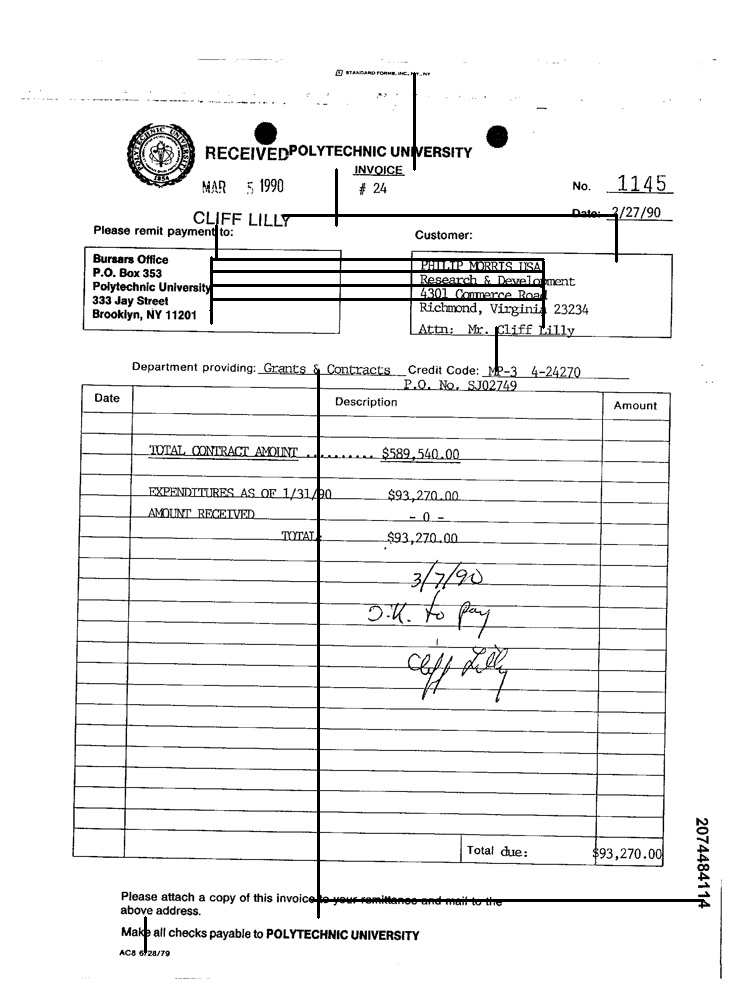 STANDARD FORMS, INC., NY., NY
POLYTECHNIC UNIVERSITY
1854
RECEIVED POLYTECHNIC UNIVERSITY
INVOICE
MAR 5 1990 # 24 No. 1145
CLIFF LILLY Date: 2/27/90
Please remit payment to: Customer:
Bursars Office
P.O. Box 353
Polytechnic University
333 Jay Street
Brooklyn, NY 11201
PHILIP MORRIS USA
Research & Development
4301 Commerce Road
Richmond, Virginia 23234
Attn: Mr. Cliff Lilly
Department providing: Grants & Contracts Credit Code: MP-3 4-24270
P.O. No. SJ02749
Date Description Amount
TOTAL CONTRACT AMOUNT .......... $589,540.00
EXPENDITURES AS OF 1/31/90 $93,270.00
AMOUNT RECEIVED - 0 -
TOTAL $93,270.00
3/7/90
O.K. to pay
Cliff Lilly
Total due: $93,270.00
2074484114
Please attach a copy of this invoice to your remittance and mail to the
above address.
Make all checks payable to POLYTECHNIC UNIVERSITY
AC8 6/28/79